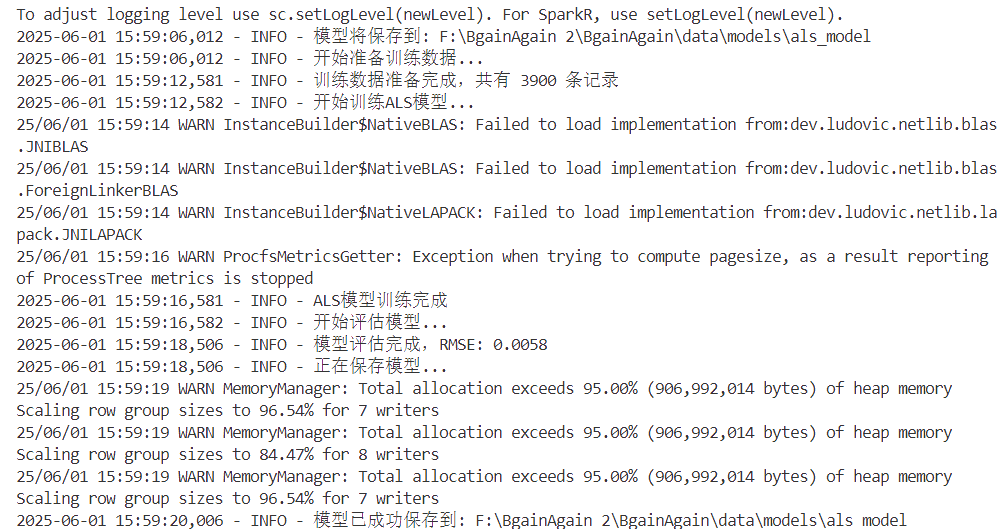 To adjust logging level use sc.setLogLevel(newLevel). For SparkR, use setLogLevel(newLevel).
2025-06-01 15:59:06,012 - INFO - 模型将保存到: F:\BgainAgain 2\BgainAgain\data\models\als_model
2025-06-01 15:59:06,012 - INFO - 开始准备训练数据...
2025-06-01 15:59:12,581 - INFO - 训练数据准备完成，共有 3900 条记录
2025-06-01 15:59:12,582 - INFO - 开始训练ALS模型...
25/06/01 15:59:14 WARN InstanceBuilder$NativeBLAS: Failed to load implementation from:dev.ludovic.netlib.blas
.JNIBLAS
25/06/01 15:59:14 WARN InstanceBuilder$NativeBLAS: Failed to load implementation from:dev.ludovic.netlib.blas
.ForeignLinkerBLAS
25/06/01 15:59:14 WARN InstanceBuilder$NativeLAPACK: Failed to load implementation from:dev.ludovic.netlib.la
pack.JNILAPACK
25/06/01 15:59:16 WARN ProcfsMetricsGetter: Exception when trying to compute pagesize, as a result reporting
of ProcessTree metrics is stopped
2025-06-01 15:59:16,581 - INFO - ALS模型训练完成
2025-06-01 15:59:16,582 - INFO - 开始评估模型...
2025-06-01 15:59:18,506 - INFO - 模型评估完成，RMSE: 0.0058
2025-06-01 15:59:18,506 - INFO - 正在保存模型...
25/06/01 15:59:19 WARN MemoryManager: Total allocation exceeds 95.00% (906,992,014 bytes) of heap memory
Scaling row group sizes to 96.54% for 7 writers
25/06/01 15:59:19 WARN MemoryManager: Total allocation exceeds 95.00% (906,992,014 bytes) of heap memory
Scaling row group sizes to 84.47% for 8 writers
25/06/01 15:59:19 WARN MemoryManager: Total allocation exceeds 95.00% (906,992,014 bytes) of heap memory
Scaling row group sizes to 96.54% for 7 writers
2025-06-01 15:59:20,006 - INFO - 模型已成功保存到: F:\BgainAgain 2\BgainAgain\data\models\als_model